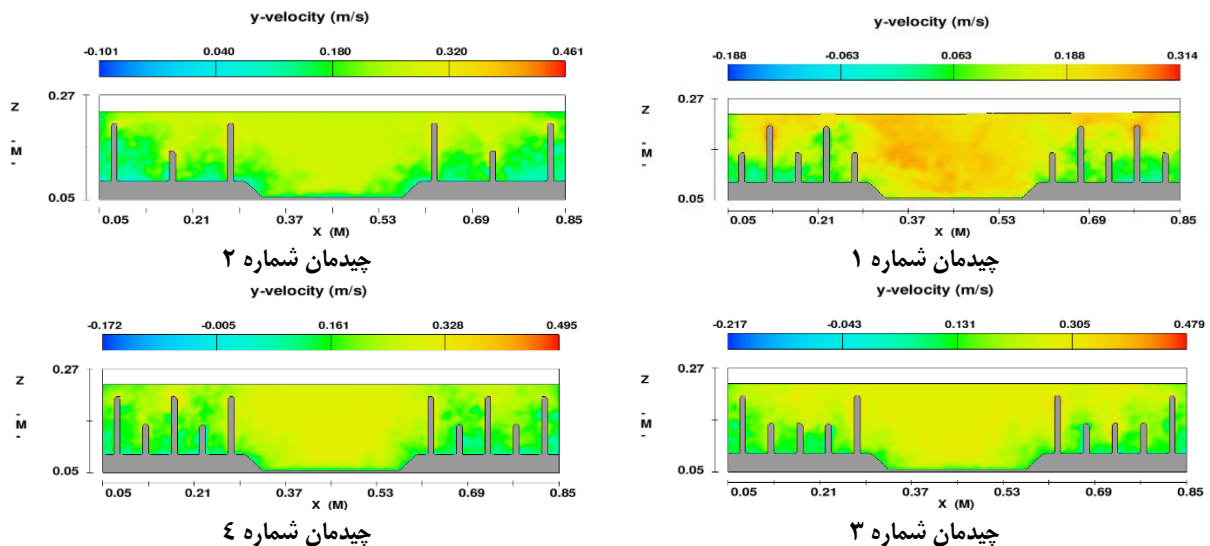 y-velocity (m/s)
-0.101 0.040 0.180 0.320 0.461
0.27
Z
-M-
0.05
0.05 0.21 0.37 0.53 0.69 0.85
X (M)
چیدمان شماره ۲
y-velocity (m/s)
-0.188 -0.063 0.063 0.188 0.314
0.27
Z
-M-
0.05
0.05 0.21 0.37 0.53 0.69 0.85
X (M)
چیدمان شماره ۱
y-velocity (m/s)
-0.172 -0.005 0.161 0.328 0.495
0.27
Z
-M-
0.05
0.05 0.21 0.37 0.53 0.69 0.85
X (M)
چیدمان شماره ٤
y-velocity (m/s)
-0.217 -0.043 0.131 0.305 0.479
0.27
Z
-M-
0.05
0.05 0.21 0.37 0.53 0.69 0.85
X (M)
چیدمان شماره ۳